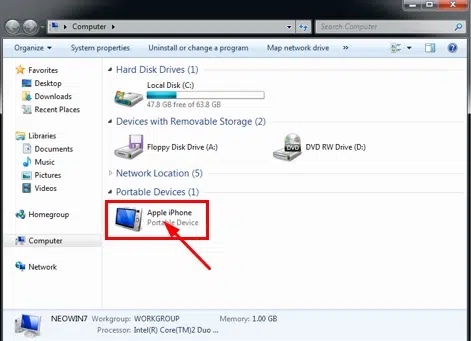 Computer
Search Computer
Organize
System properties
Uninstall or change a program
Map network drive
»
Favorites
Desktop
Downloads
Recent Places
Libraries
Documents
Music
Pictures
Videos
Homegroup
Computer
Network
Hard Disk Drives (1)
Local Disk (C:)
47.8 GB free of 63.8 GB
Devices with Removable Storage (2)
Floppy Disk Drive (A:)
DVD RW Drive (D:)
DVD
Network Location (5)
Portable Devices (1)
Apple iPhone
Portable Device
NEOWIN7 Workgroup: WORKGROUP Memory: 1.00 GB
Processor: Intel(R) Core(TM)2 Duo ...